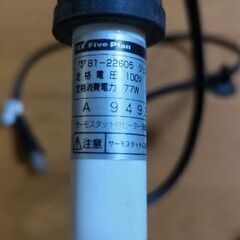 Five Plan
81-22605
定格電圧 100V
定格消費電力 77W
A 949
サーモスタット
⚠注意 サーモスタット